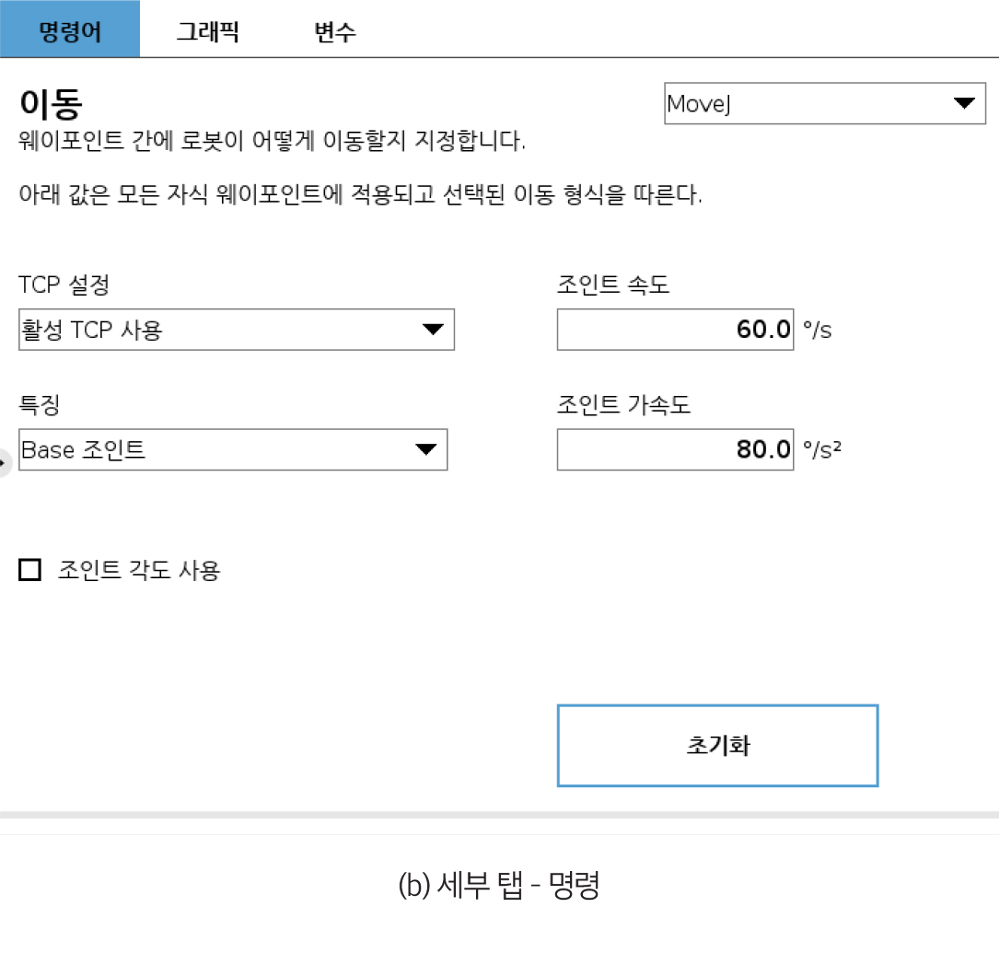 명령어 그래픽 변수
이동
MoveJ
웨이포인트 간에 로봇이 어떻게 이동할지 지정합니다.
아래 값은 모든 자식 웨이포인트에 적용되고 선택된 이동 형식을 따른다.
TCP 설정 조인트 속도
활성 TCP 사용 60.0 °/s
특징 조인트 가속도
Base 조인트 80.0 °/s²
조인트 각도 사용
초기화
(b) 세부 탭 - 명령